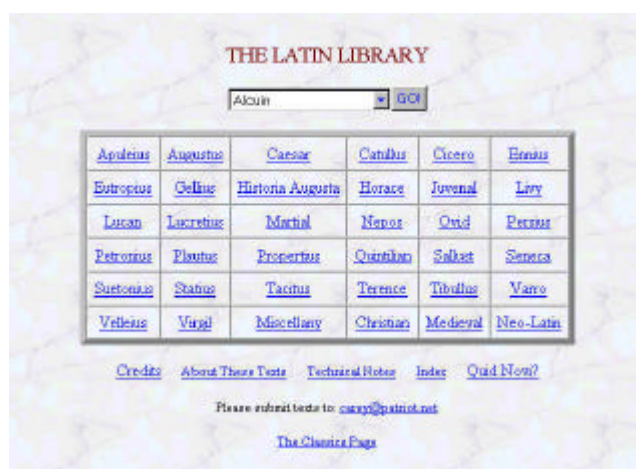 THE LATIN LIBRARY
Alcuin GO!
Apuleius Augustus Caesar Catullus Cicero Ennius
Eutropius Gellius Historia Augusta Horace Juvenal Livy
Lucan Lucretius Martial Nepos Ovid Persius
Petronius Plautus Propertius Quintilian Sallust Seneca
Suetonius Statius Tacitus Terence Tibullus Varro
Velleius Virgil Miscellany Christian Medieval Neo-Latin
Credits About These Texts Technical Notes Index Quid Novi?
Please submit texts to: carey@patriot.net
The Classics Page